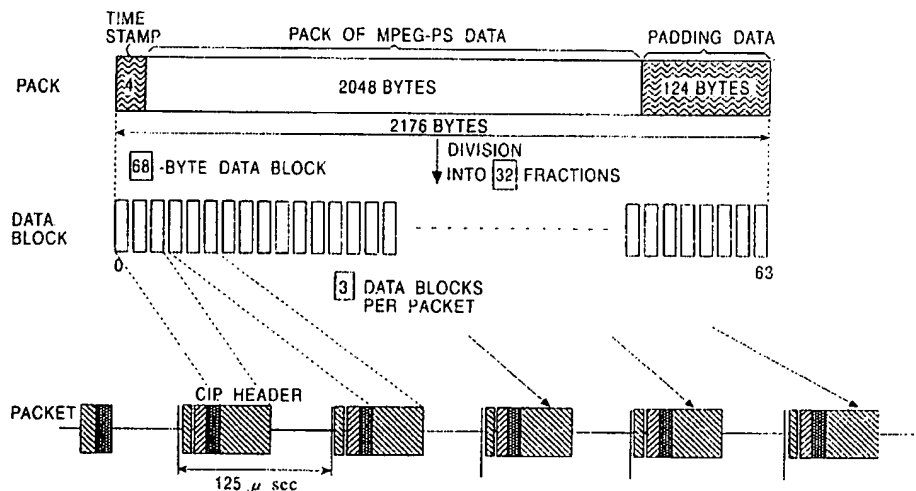 TIME
STAMP
PACK OF MPEG-PS DATA
PADDING DATA
PACK
4
2048 BYTES
124 BYTES
2176 BYTES
68 -BYTE DATA BLOCK
DIVISION
INTO 32 FRACTIONS
DATA
BLOCK
0
63
3 DATA BLOCKS
PER PACKET
CIP HEADER
PACKET
125 μ sec